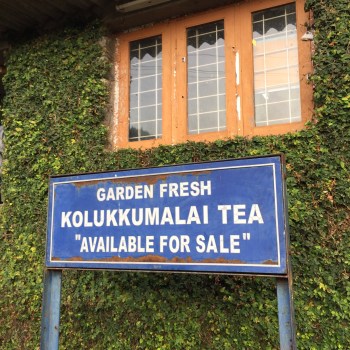 GARDEN FRESH
KOLUKKUMALAI TEA
"AVAILABLE FOR SALE"